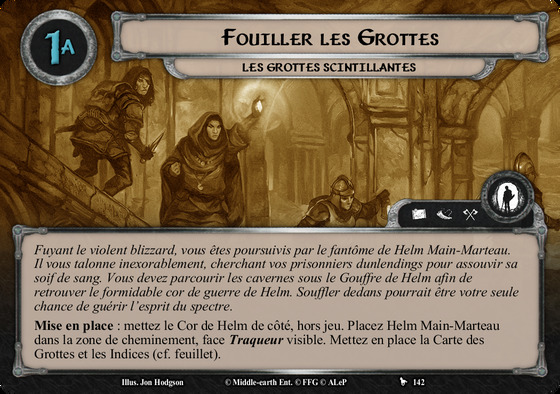 1A
FOUILLER LES GROTTES
LES GROTTES SCINTILLANTES
Fuyant le violent blizzard, vous êtes poursuivis par le fantôme de Helm Main-Marteau.
Il vous talonne inexorablement, cherchant vos prisonniers dunlendings pour assouvir sa
soif de sang. Vous devez parcourir les cavernes sous le Gouffre de Helm afin de
retrouver le formidable cor de guerre de Helm. Souffler dedans pourrait être votre seule
chance de guérir l'esprit du spectre.
Mise en place : mettez le Cor de Helm de côté, hors jeu. Placez Helm Main-Marteau
dans la zone de cheminement, face Traqueur visible. Mettez en place la Carte des
Grottes et les Indices (cf. feuillet).
Illus. Jon Hodgson © Middle-earth Ent. © FFG © ALeP 142